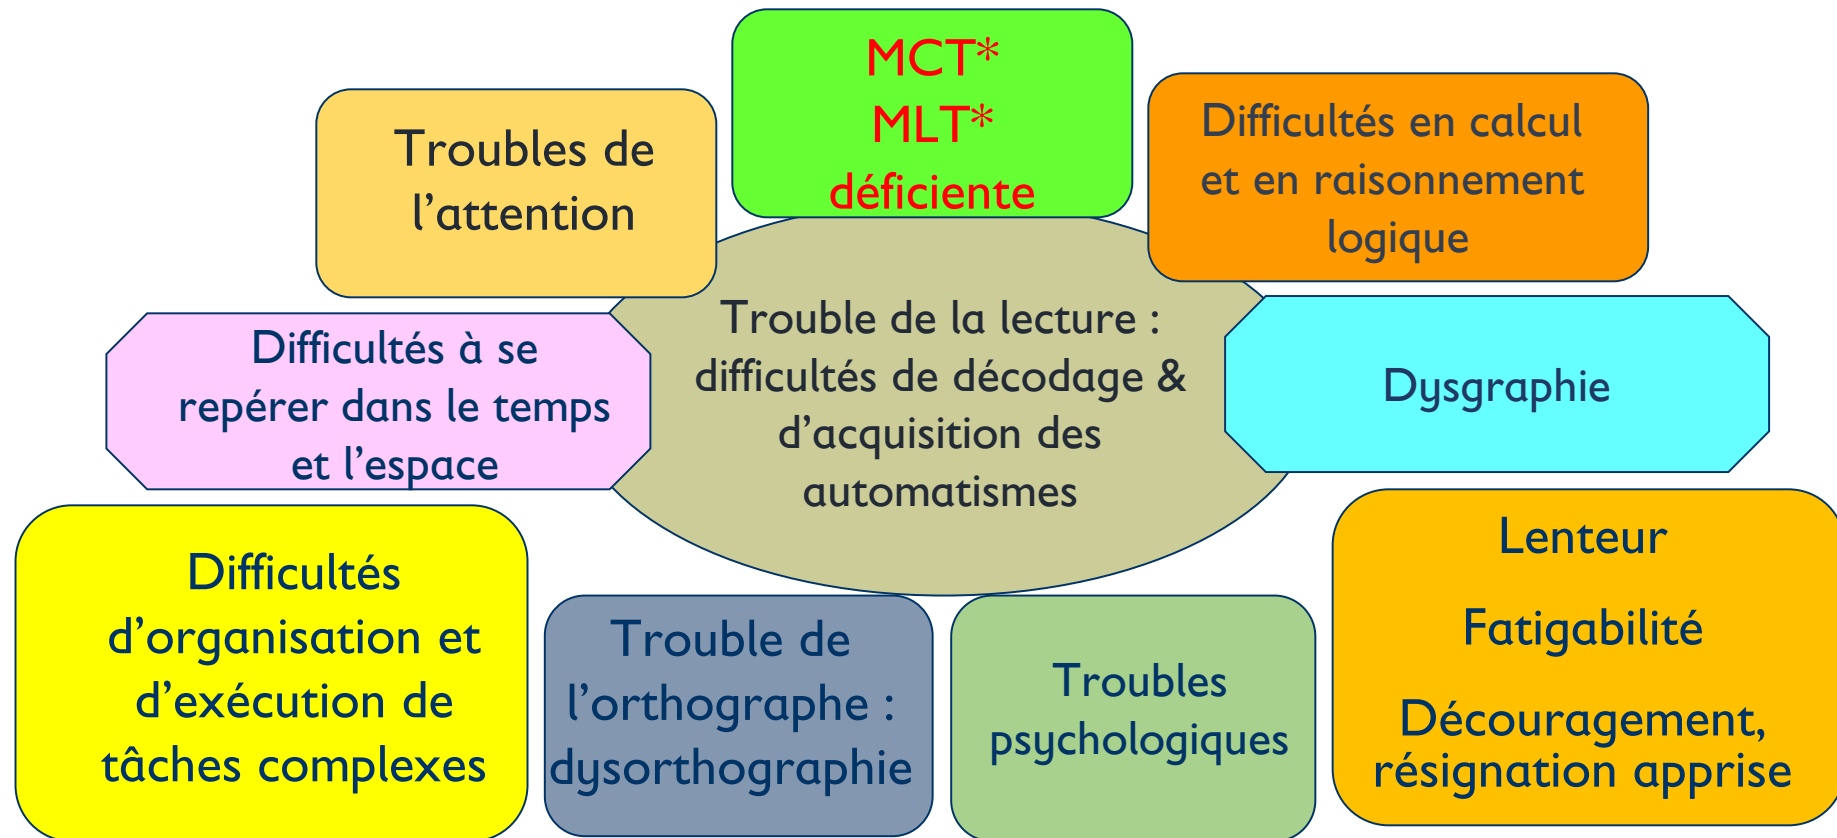 MCT*
MLT*
déficiente
Troubles de
l’attention
Difficultés en calcul
et en raisonnement
logique
Difficultés à se
repérer dans le temps
et l’espace
Trouble de la lecture :
difficultés de décodage &
d’acquisition des
automatismes
Dysgraphie
Difficultés
d’organisation et
d’exécution de
tâches complexes
Trouble de
l’orthographe :
dysorthographie
Troubles
psychologiques
Lenteur
Fatigabilité
Découragement,
résignation apprise